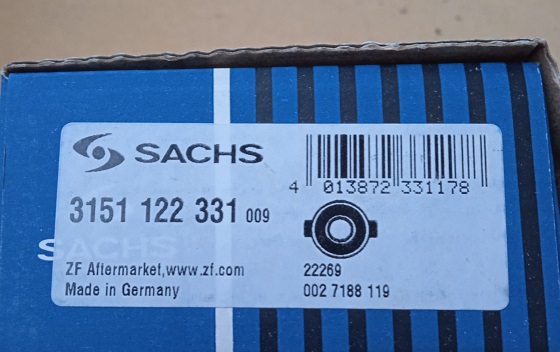 SACHS
4 013872 331178
3151 122 331 009
SACHS
ZF Aftermarket,www.zf.com
Made in Germany
22269
002 7188 119